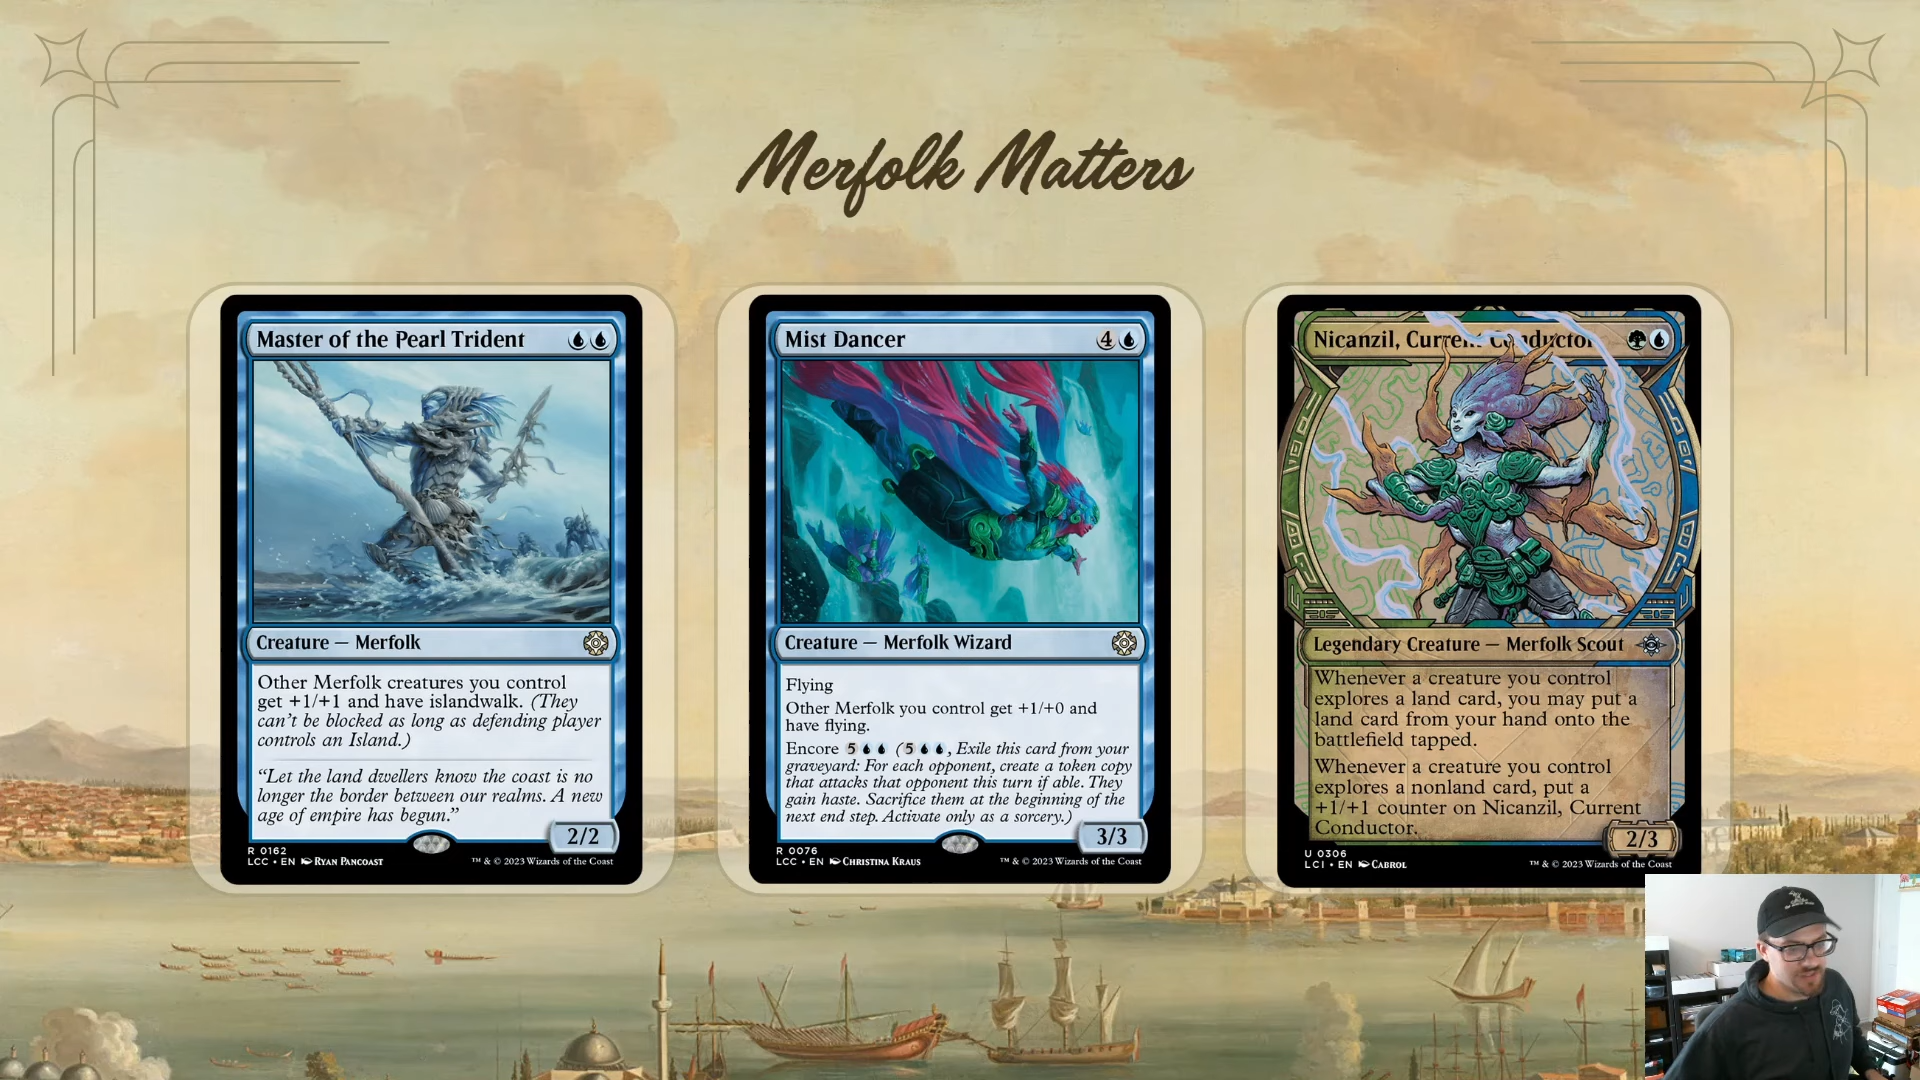 Merfolk Matters
Master of the Pearl Trident
Creature — Merfolk
Other Merfolk creatures you control
get +1/+1 and have islandwalk. (They
can't be blocked as long as defending player
controls an Island.)
"Let the land dwellers know the coast is no
longer the border between our realms. A new
age of empire has begun."
2/2
R 0162
LCC • EN Ryan Pancoast
™ & © 2023 Wizards of the Coast
Mist Dancer
4
Creature — Merfolk Wizard
Flying
Other Merfolk you control get +1/+0 and
have flying.
Encore 5 (5, Exile this card from your
graveyard: For each opponent, create a token copy
that attacks that opponent this turn if able. They
gain haste. Sacrifice them at the beginning of the
next end step. Activate only as a sorcery.)
3/3
R 0076
LCC • EN Christina Kraus
™ & © 2023 Wizards of the Coast
Nicanzil, Current Conductor
Legendary Creature — Merfolk Scout
Whenever a creature you control
explores a land card, you may put a
land card from your hand onto the
battlefield tapped.
Whenever a creature you control
explores a nonland card, put a
+1/+1 counter on Nicanzil, Current
Conductor.
2/3
U 0306
LCI • EN Cabrol
™ & © 2023 Wizards of the Coast